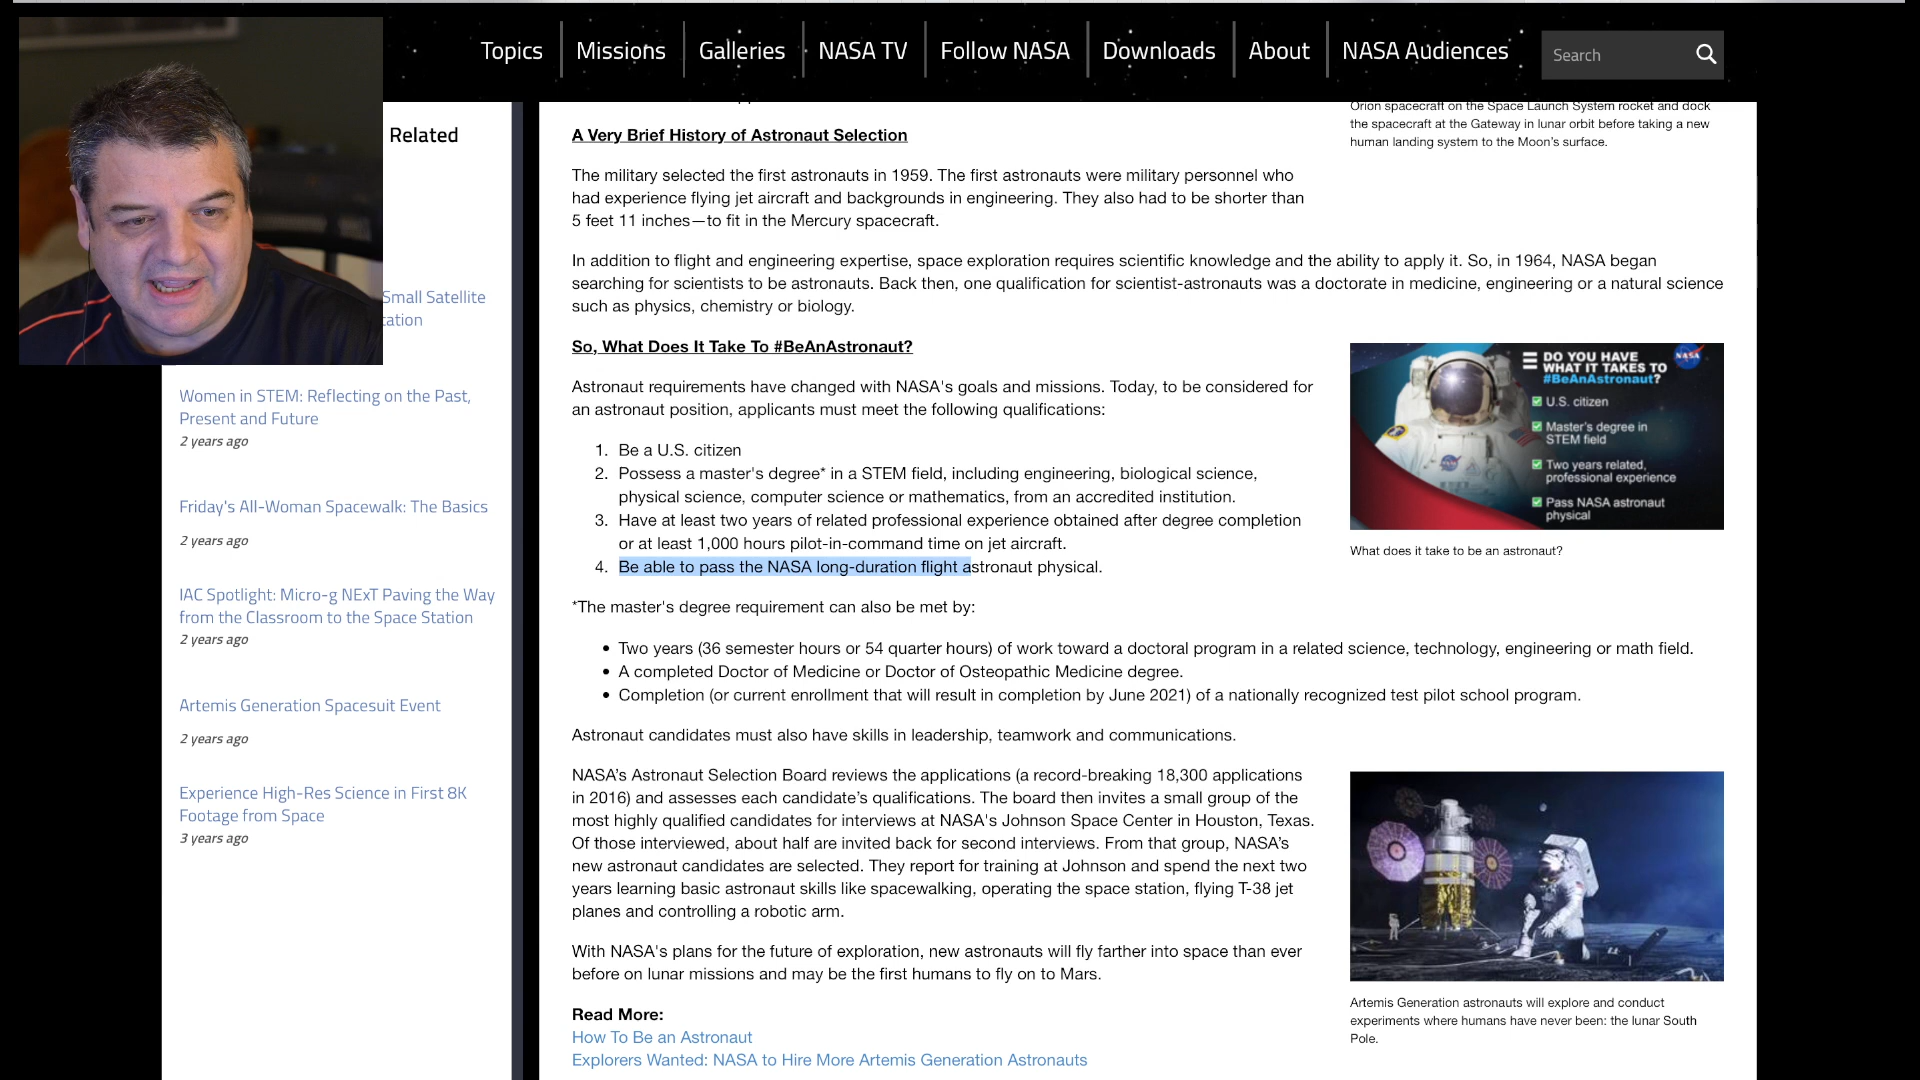 Topics
Missions
Galleries
NASA TV
Follow NASA
Downloads
About
NASA Audiences
Search
Related
Small Satellite
Women in STEM: Reflecting on the Past,
Present and Future
2 years ago
Friday's All-Woman Spacewalk: The Basics
2 years ago
IAC Spotlight: Micro-g NExT Paving the Way
from the Classroom to the Space Station
2 years ago
Artemis Generation Spacesuit Event
2 years ago
Experience High-Res Science in First 8K
Footage from Space
3 years ago
A Very Brief History of Astronaut Selection
The military selected the first astronauts in 1959. The first astronauts were military personnel who
had experience flying jet aircraft and backgrounds in engineering. They also had to be shorter than
5 feet 11 inches—to fit in the Mercury spacecraft.
In addition to flight and engineering expertise, space exploration requires scientific knowledge and the ability to apply it. So, in 1964, NASA began
searching for scientists to be astronauts. Back then, one qualification for scientist-astronauts was a doctorate in medicine, engineering or a natural science
such as physics, chemistry or biology.
So, What Does It Take To #BeAnAstronaut?
Astronaut requirements have changed with NASA's goals and missions. Today, to be considered for
an astronaut position, applicants must meet the following qualifications:
1. Be a U.S. citizen
2. Possess a master's degree* in a STEM field, including engineering, biological science,
physical science, computer science or mathematics, from an accredited institution.
3. Have at least two years of related professional experience obtained after degree completion
or at least 1,000 hours pilot-in-command time on jet aircraft.
4. Be able to pass the NASA long-duration flight astronaut physical.
*The master's degree requirement can also be met by:
• Two years (36 semester hours or 54 quarter hours) of work toward a doctoral program in a related science, technology, engineering or math field.
• A completed Doctor of Medicine or Doctor of Osteopathic Medicine degree.
• Completion (or current enrollment that will result in completion by June 2021) of a nationally recognized test pilot school program.
Astronaut candidates must also have skills in leadership, teamwork and communications.
NASA's Astronaut Selection Board reviews the applications (a record-breaking 18,300 applications
in 2016) and assesses each candidate's qualifications. The board then invites a small group of the
most highly qualified candidates for interviews at NASA's Johnson Space Center in Houston, Texas.
Of those interviewed, about half are invited back for second interviews. From that group, NASA's
new astronaut candidates are selected. They report for training at Johnson and spend the next two
years learning basic astronaut skills like spacewalking, operating the space station, flying T-38 jet
planes and controlling a robotic arm.
With NASA's plans for the future of exploration, new astronauts will fly farther into space than ever
before on lunar missions and may be the first humans to fly on to Mars.
Read More:
How To Be an Astronaut
Explorers Wanted: NASA to Hire More Artemis Generation Astronauts
Orion spacecraft on the Space Launch System rocket and dock
the spacecraft at the Gateway in lunar orbit before taking a new
human landing system to the Moon's surface.
DO YOU HAVE
WHAT IT TAKES TO
#BeAnAstronaut?
NASA
U.S. citizen
Master's degree in
STEM field
Two years related,
professional experience
Pass NASA astronaut
physical
What does it take to be an astronaut?
Artemis Generation astronauts will explore and conduct
experiments where humans have never been: the lunar South
Pole.